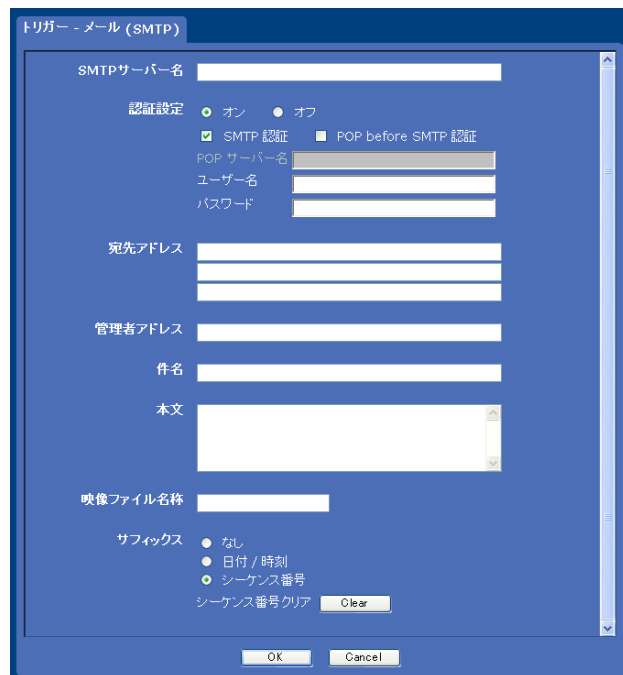 トリガー - メール (SMTP)
SMTPサーバー名
認証設定
オン オフ
SMTP 認証 POP before SMTP 認証
POP サーバー名
ユーザー名
パスワード
宛先アドレス
管理者アドレス
件名
本文
映像ファイル名称
サフィックス
なし
日付 / 時刻
シーケンス番号
シーケンス番号クリア Clear
OK Cancel